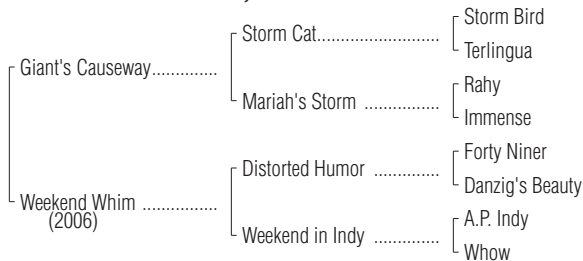 Storm Bird
Storm Cat................................
Terlingua
Giant's Causeway...............
Rahy
Mariah's Storm ..................
Immense
Forty Niner
Distorted Humor ................
Danzig's Beauty
Weekend Whim .................
(2006)
A.P. Indy
Weekend in Indy ................
Whow